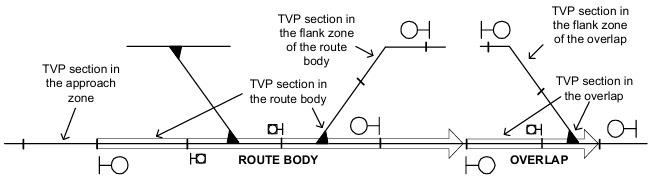 TVP section in
the flank zone
of the route
body
TVP section in
the flank zone
of the overlap
TVP section in
the approach
zone
TVP section in
the route body
TVP section in
the overlap
ROUTE BODY
OVERLAP